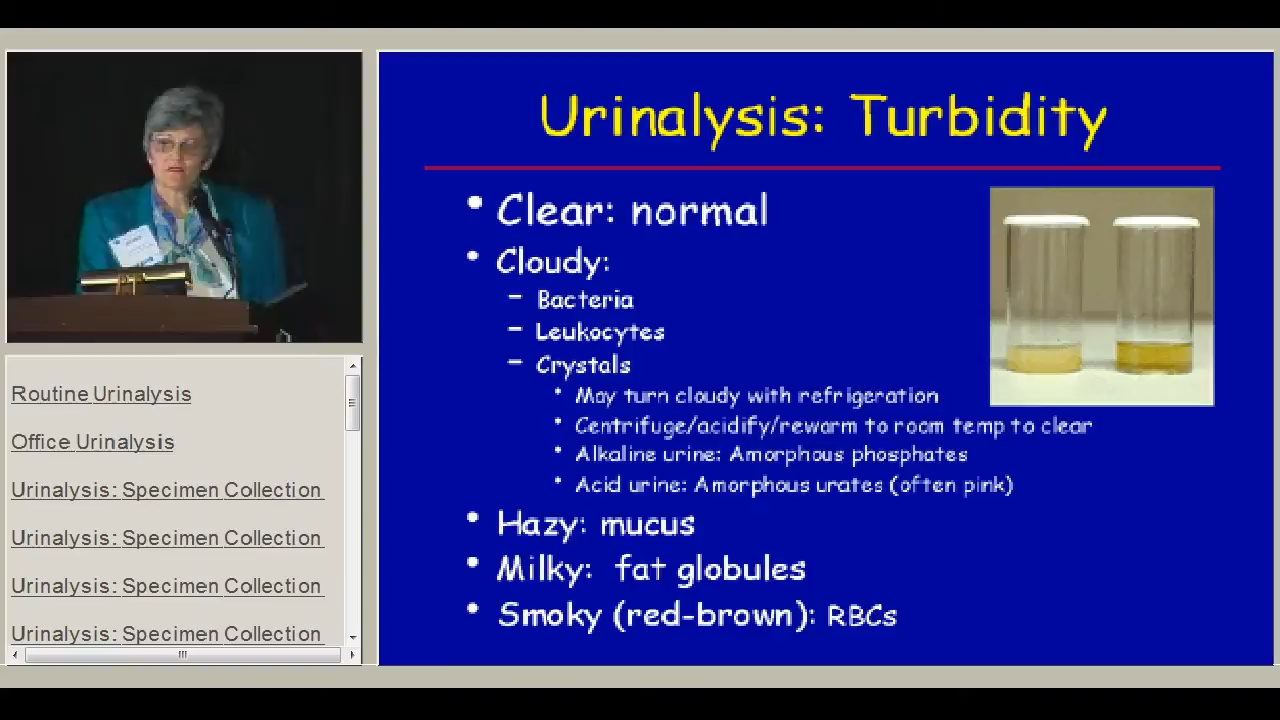 Urinalysis: Turbidity
• Clear: normal
• Cloudy:
– Bacteria
– Leukocytes
– Crystals
• May turn cloudy with refrigeration
• Centrifuge/acidify/rewarm to room temp to clear
• Alkaline urine: Amorphous phosphates
• Acid urine: Amorphous urates (often pink)
• Hazy: mucus
• Milky: fat globules
• Smoky (red-brown): RBCs
Routine Urinalysis
Office Urinalysis
Urinalysis: Specimen Collection
Urinalysis: Specimen Collection
Urinalysis: Specimen Collection
Urinalysis: Specimen Collection